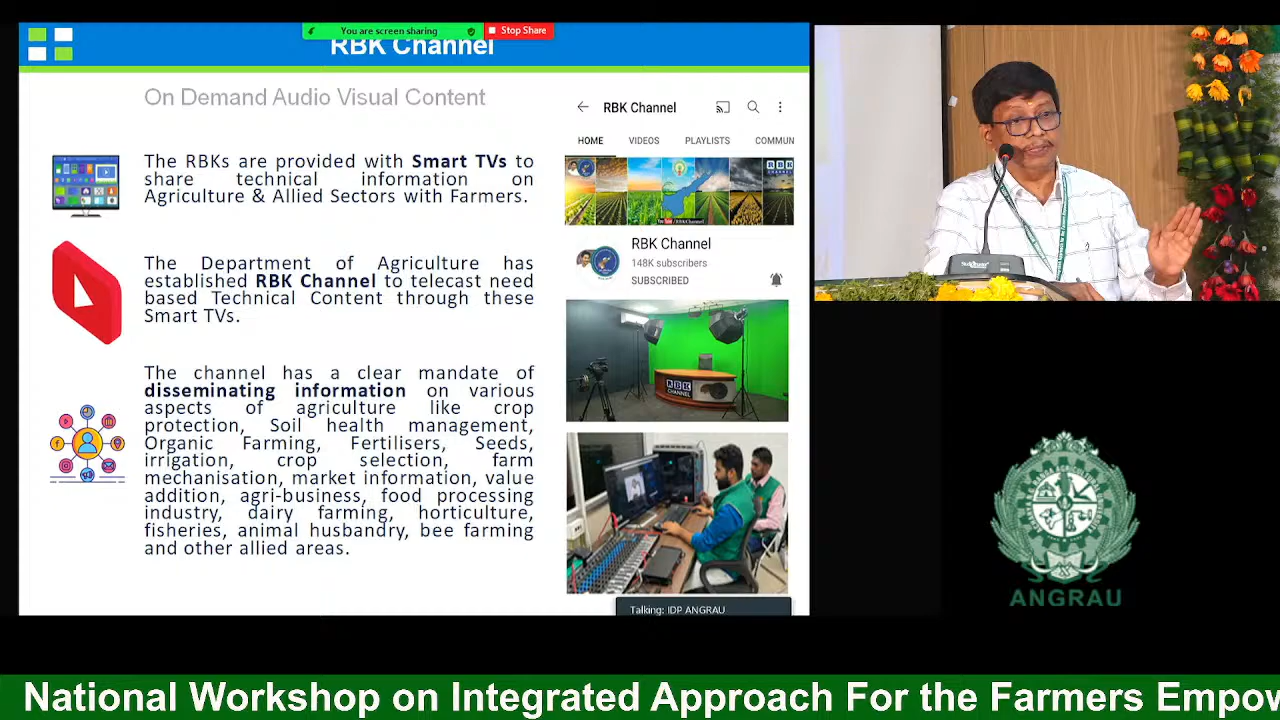 You are screen sharing
Stop Share
RBK Channel
On Demand Audio Visual Content
The RBKs are provided with Smart TVs to
share technical information on
Agriculture & Allied Sectors with Farmers.
The Department of Agriculture has
established RBK Channel to telecast need
based Technical Content through these
Smart TVs.
The channel has a clear mandate of
disseminating information on various
aspects of agriculture like crop
protection, Soil health management,
Organic Farming, Fertilisers, Seeds,
irrigation, crop selection, farm
mechanisation, market information, value
addition, agri-business, food processing
industry, dairy farming, horticulture,
fisheries, animal husbandry, bee farming
and other allied areas.
RBK Channel
HOME VIDEOS PLAYLISTS COMMUN
RBK
CHANNEL
RBK Channel
148K subscribers
SUBSCRIBED
RBK
CHANNEL
Talking: IDP ANGRAU
ANGRAU
National Workshop on Integrated Approach For the Farmers Empow